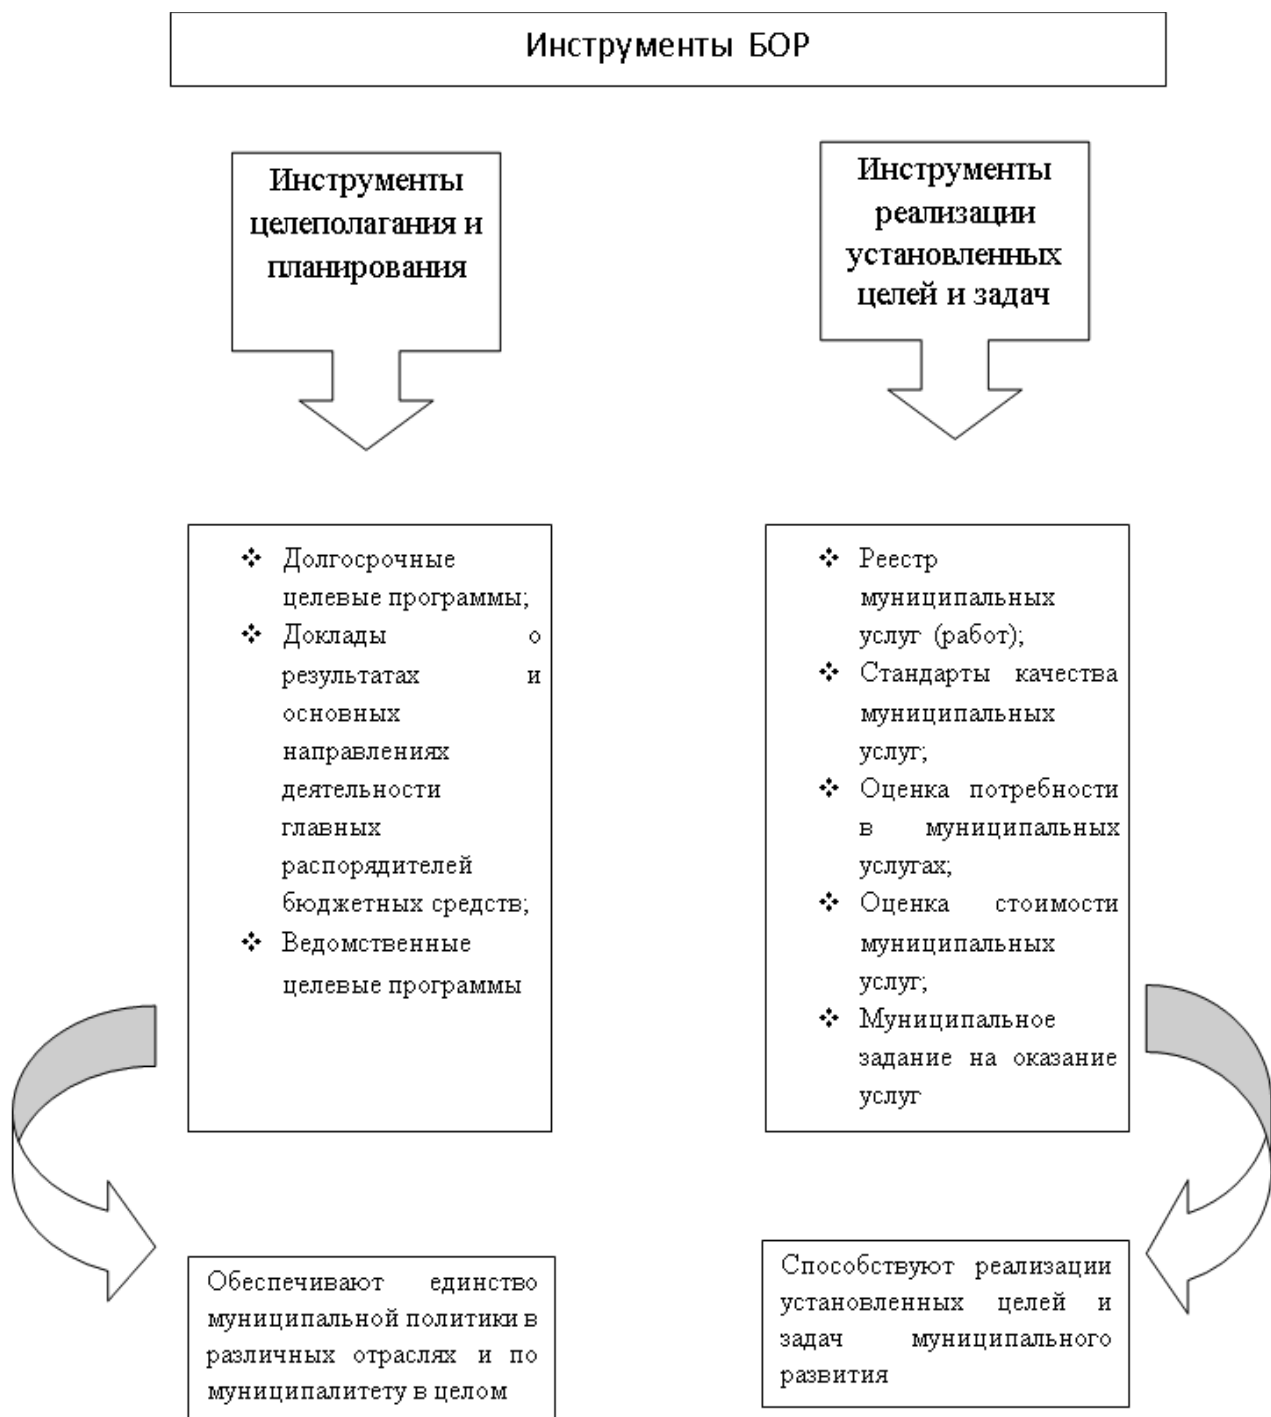 Инструменты БОР
Инструменты
целеполагания и
планирования
Инструменты
реализации
установленных
целей и задач
❖ Долгосрочные
целевые программы;
❖ Доклады о
результатах и
основных
направлениях
деятельности
главных
распорядителей
бюджетных средств;
❖ Ведомственные
целевые программы
❖ Реестр
муниципальных
услуг (работ);
❖ Стандарты качества
муниципальных
услуг;
❖ Оценка потребности
в муниципальных
услугах;
❖ Оценка стоимости
муниципальных
услуг;
❖ Муниципальное
задание на оказание
услуг
Обеспечивают единство
муниципальной политики в
различных отраслях и по
муниципалитету в целом
Способствуют реализации
установленных целей и
задач муниципального
развития